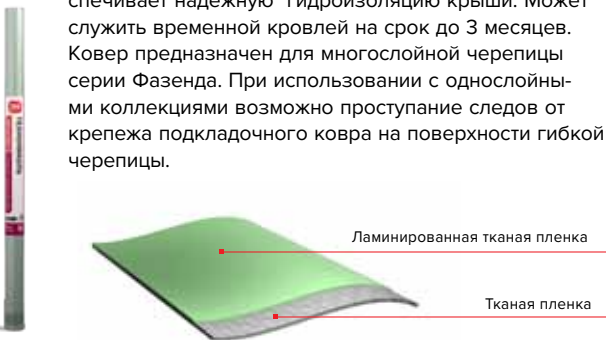 спечивает надежную гидроизоляцию крыши. Может
служить временной кровлей на срок до 3 месяцев.
Ковер предназначен для многослойной черепицы
серии Фазенда. При использовании с однослойны-
ми коллекциями возможно проступание следов от
крепежа подкладочного ковра на поверхности гибкой
черепицы.
Ламинированная тканая пленка
Тканая пленка